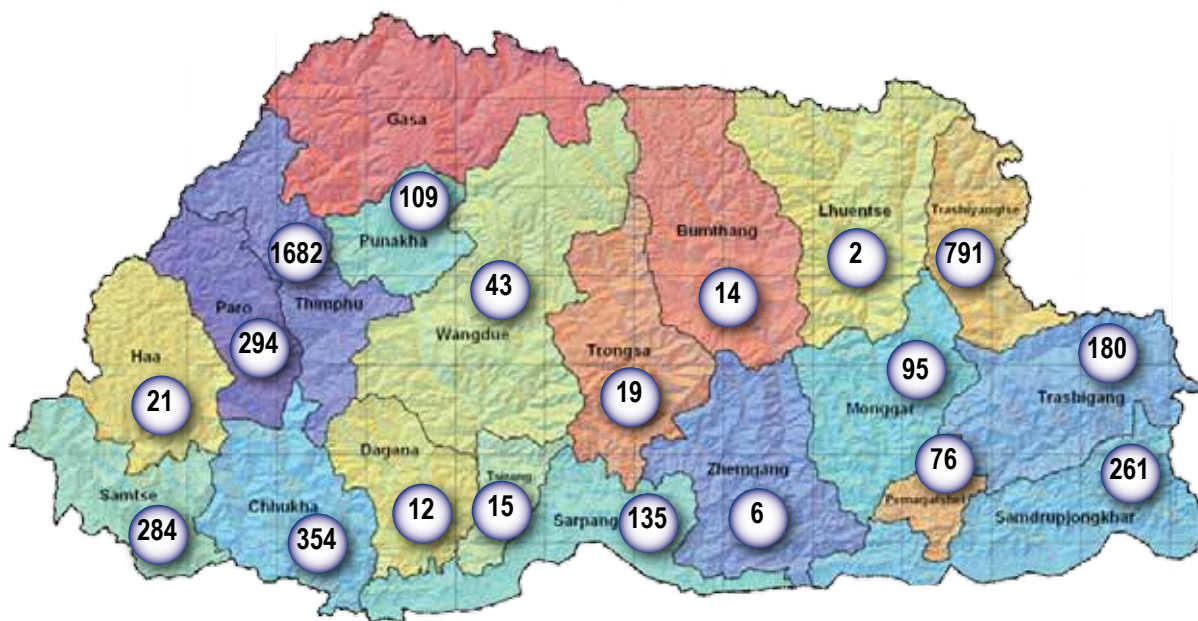 Gasa
109
Punakha
1682
Thimphu
Paro
294
Haa
21
43
Wangdue
Bumthang
14
Lhuentse
2
Trashiyangtse
791
Trongsa
19
95
Monggar
180
Trashigang
Samtse
284
Chhukha
354
Dagana
12
Tsirang
15
Sarpang
135
Zhemgang
6
76
Pemagatshel
261
Samdrupjongkhar